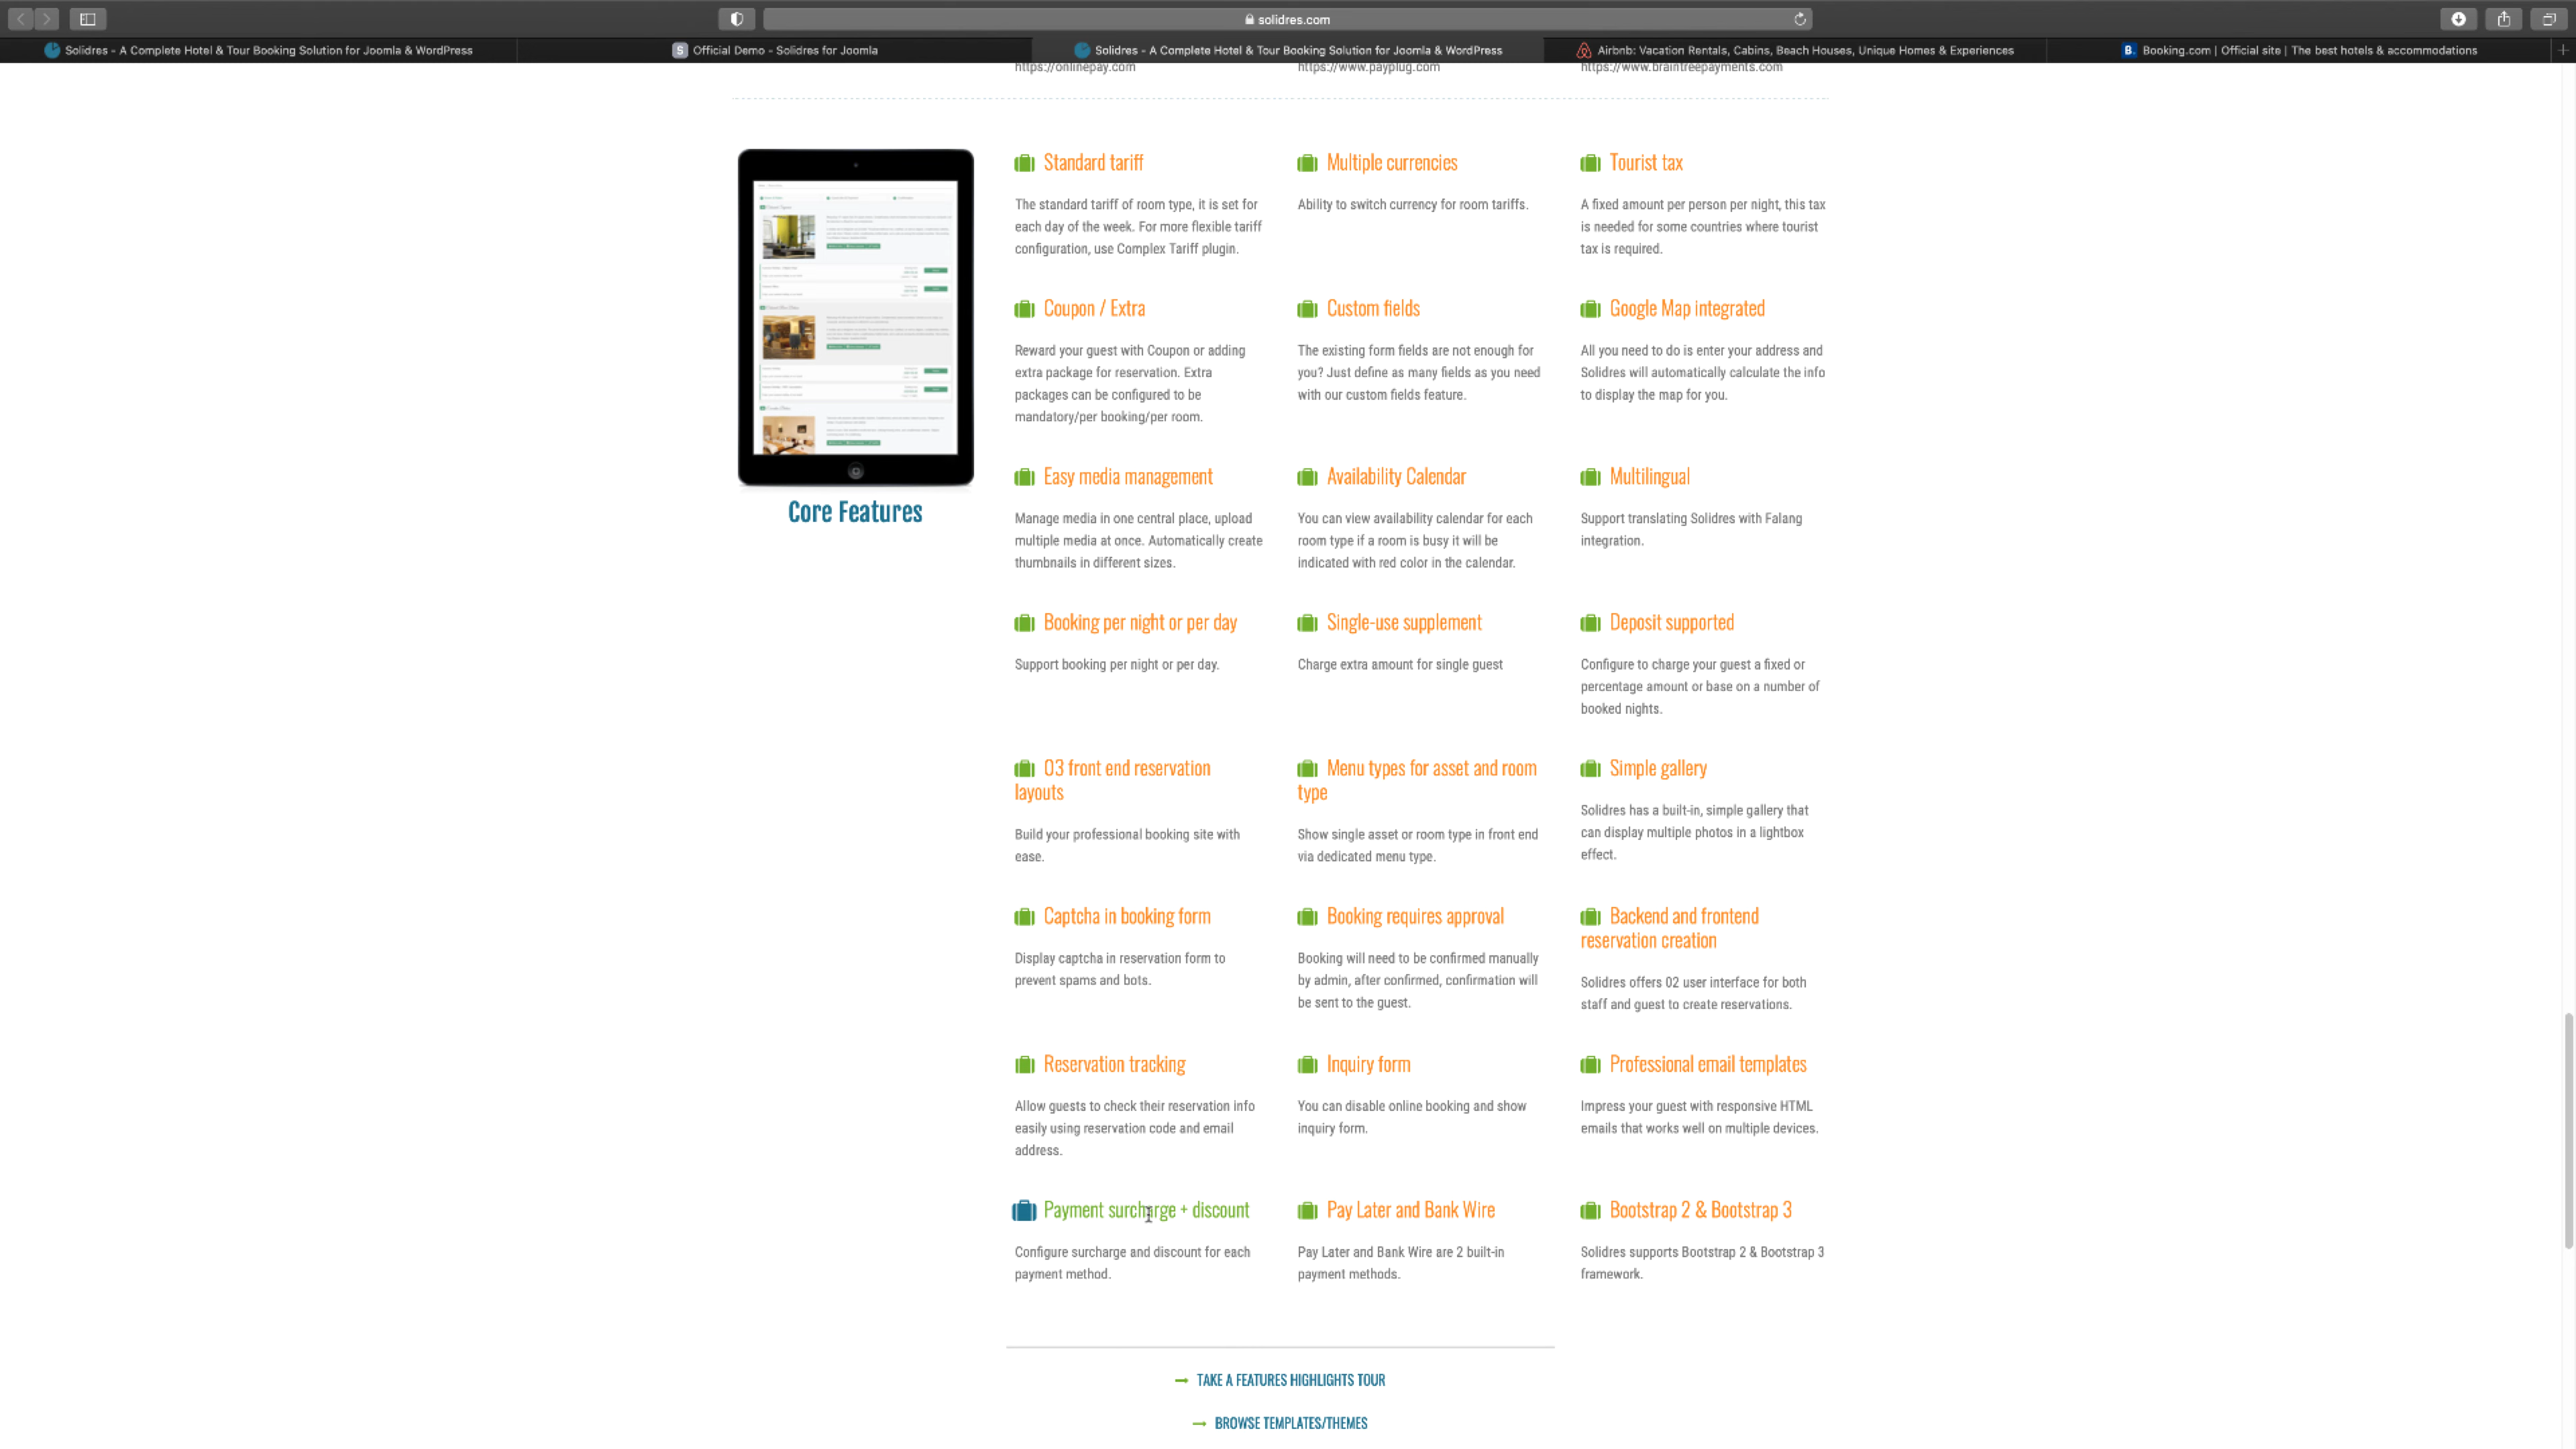 solidres.com
Solidres - A Complete Hotel & Tour Booking Solution for Joomla & WordPress
S Official Demo - Solidres for Joomla
Solidres - A Complete Hotel & Tour Booking Solution for Joomla & WordPress
Airbnb: Vacation Rentals, Cabins, Beach Houses, Unique Homes & Experiences
B. Booking.com | Official site | The best hotels & accommodations
https://onlinepay.com
https://www.payplug.com
https://www.braintreepayments.com
Core Features
Standard tariff
The standard tariff of room type, it is set for
each day of the week. For more flexible tariff
configuration, use Complex Tariff plugin.
Multiple currencies
Ability to switch currency for room tariffs.
Tourist tax
A fixed amount per person per night, this tax
is needed for some countries where tourist
tax is required.
Coupon / Extra
Reward your guest with Coupon or adding
extra package for reservation. Extra
packages can be configured to be
mandatory/per booking/per room.
Custom fields
The existing form fields are not enough for
you? Just define as many fields as you need
with our custom fields feature.
Google Map integrated
All you need to do is enter your address and
Solidres will automatically calculate the info
to display the map for you.
Easy media management
Manage media in one central place, upload
multiple media at once. Automatically create
thumbnails in different sizes.
Availability Calendar
You can view availability calendar for each
room type if a room is busy it will be
indicated with red color in the calendar.
Multilingual
Support translating Solidres with Falang
integration.
Booking per night or per day
Support booking per night or per day.
Single-use supplement
Charge extra amount for single guest
Deposit supported
Configure to charge your guest a fixed or
percentage amount or base on a number of
booked nights.
03 front end reservation
layouts
Build your professional booking site with
ease.
Menu types for asset and room
type
Show single asset or room type in front end
via dedicated menu type.
Simple gallery
Solidres has a built-in, simple gallery that
can display multiple photos in a lightbox
effect.
Captcha in booking form
Display captcha in reservation form to
prevent spams and bots.
Booking requires approval
Booking will need to be confirmed manually
by admin, after confirmed, confirmation will
be sent to the guest.
Backend and frontend
reservation creation
Solidres offers 02 user interface for both
staff and guest to create reservations.
Reservation tracking
Allow guests to check their reservation info
easily using reservation code and email
address.
Inquiry form
You can disable online booking and show
inquiry form.
Professional email templates
Impress your guest with responsive HTML
emails that works well on multiple devices.
Payment surcharge + discount
Configure surcharge and discount for each
payment method.
Pay Later and Bank Wire
Pay Later and Bank Wire are 2 built-in
payment methods.
Bootstrap 2 & Bootstrap 3
Solidres supports Bootstrap 2 & Bootstrap 3
framework.
TAKE A FEATURES HIGHLIGHTS TOUR
BROWSE TEMPLATES/THEMES